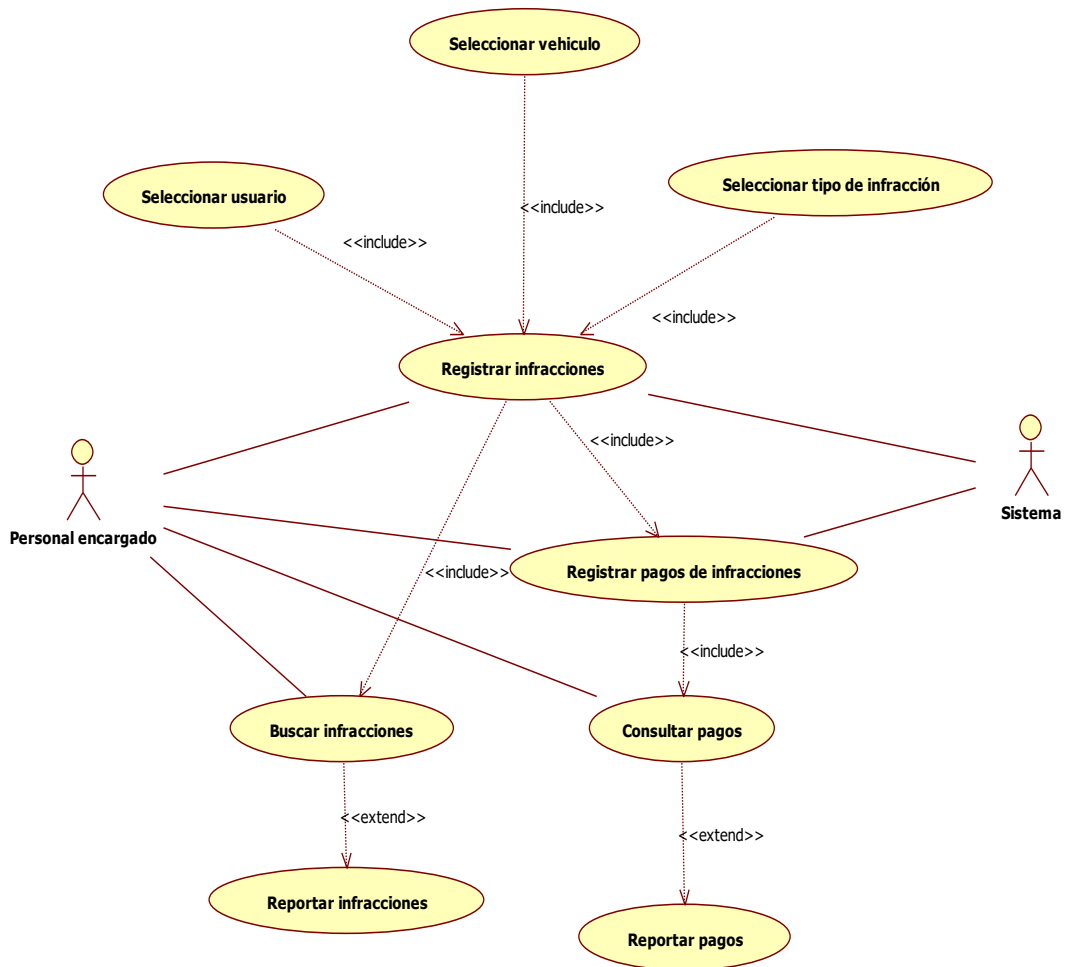 Seleccionar vehiculo
Seleccionar usuario
Seleccionar tipo de infracción
<<include>>
<<include>>
<<include>>
Registrar infracciones
<<include>>
Personal encargado
Sistema
<<include>>
Registrar pagos de infracciones
<<include>>
Buscar infracciones
Consultar pagos
<<extend>>
<<extend>>
Reportar infracciones
Reportar pagos